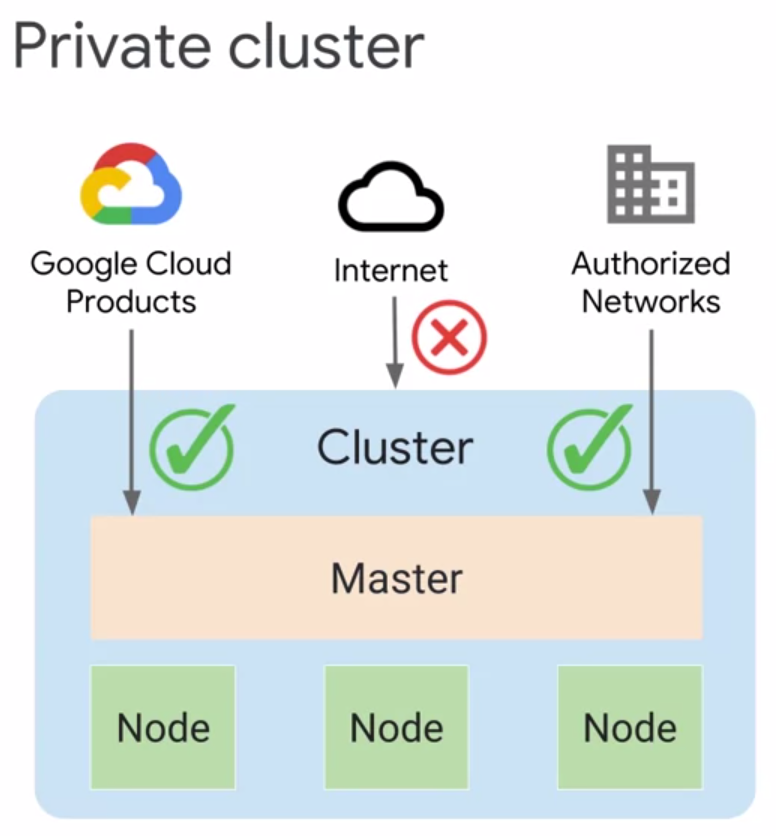 Private cluster
Google Cloud
Products
Internet
Authorized
Networks
Cluster
Master
Node
Node
Node